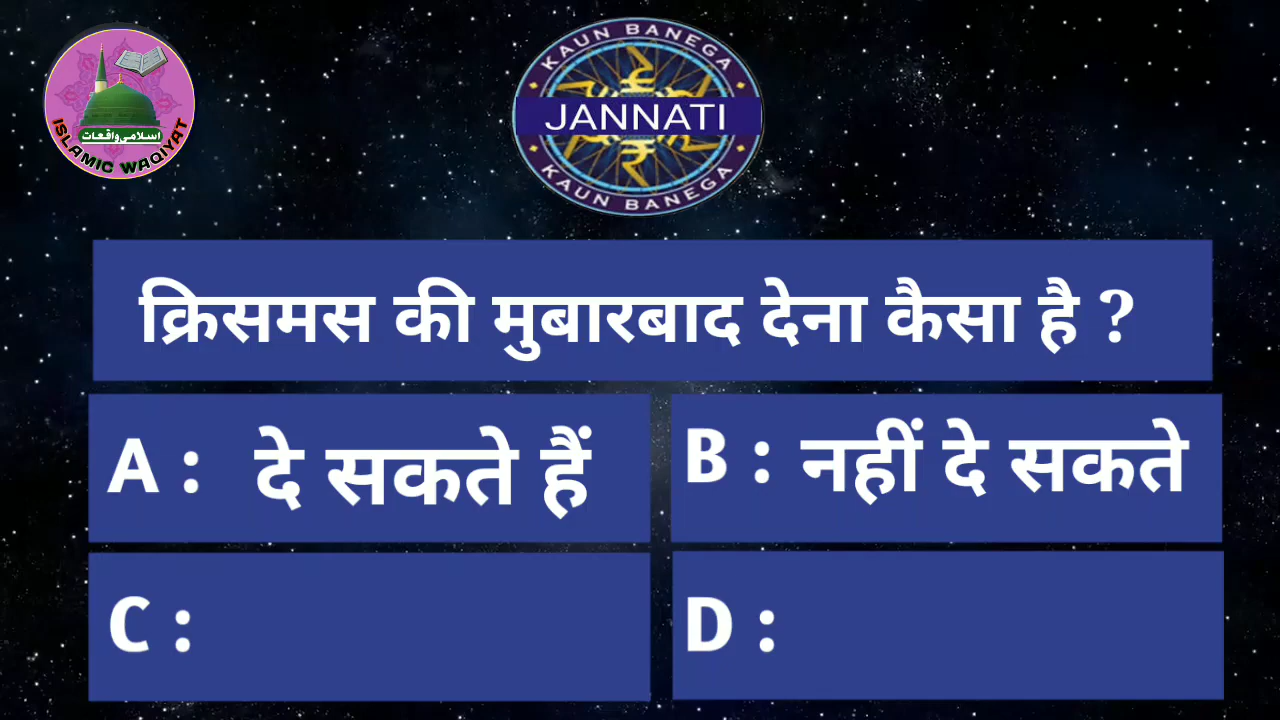 KAUN BANEGA
JANNATI
KAUN BANEGA
اسلامی واقعات
ISLAMIC WAQIYAT
क्रिसमस की मुबारबाद देना कैसा है ?
A : दे सकते हैं
B : नहीं दे सकते
C :
D :